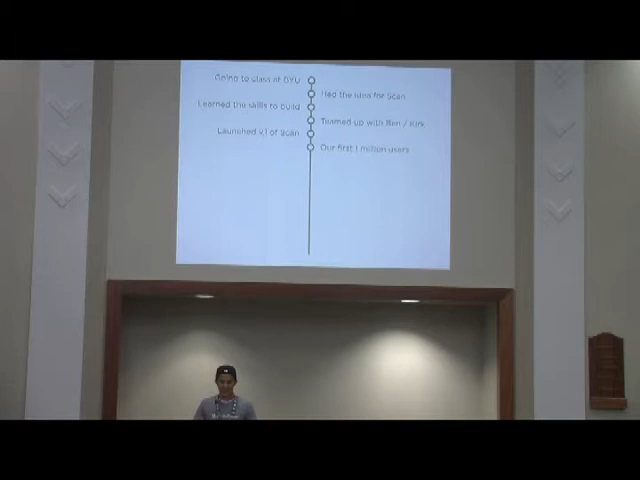 Going to class at BYU
Had the idea for Scan
Learned the skills to build
Teamed up with Ben / Kirk
Launched v.1 of Scan
Our first 1 million users